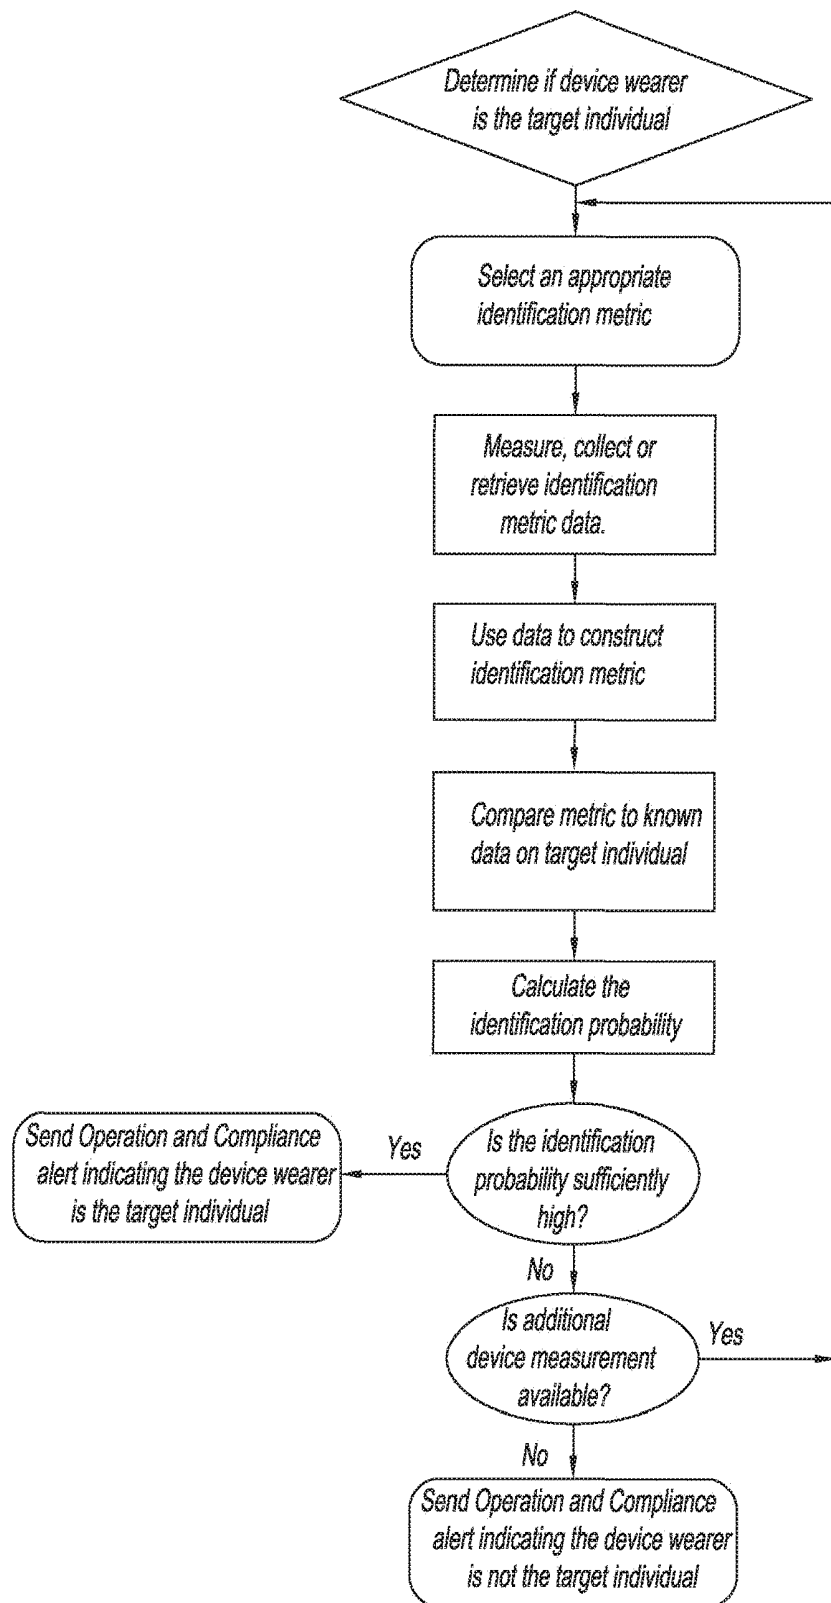 Determine if device wearer
is the target individual
Select an appropriate
identification metric
Measure, collect or
retrieve identification
metric data.
Use data to construct
identification metric
Compare metric to known
data on target individual
Calculate the
identification probability
Is the identification
probability sufficiently
high?
Yes
Send Operation and Compliance
alert indicating the device wearer
is the target individual
No
Is additional
device measurement
available?
Yes
No
Send Operation and Compliance
alert indicating the device wearer
is not the target individual